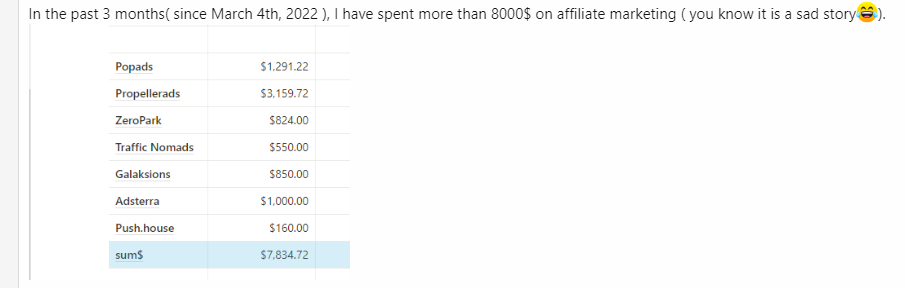 In the past 3 months( since March 4th, 2022 ), I have spent more than 8000$ on affiliate marketing ( you know it is a sad story😂).
Popads $1,291.22
Propellerads $3,159.72
ZeroPark $824.00
Traffic Nomads $550.00
Galaksions $850.00
Adsterra $1,000.00
Push.house $160.00
sum$ $7,834.72